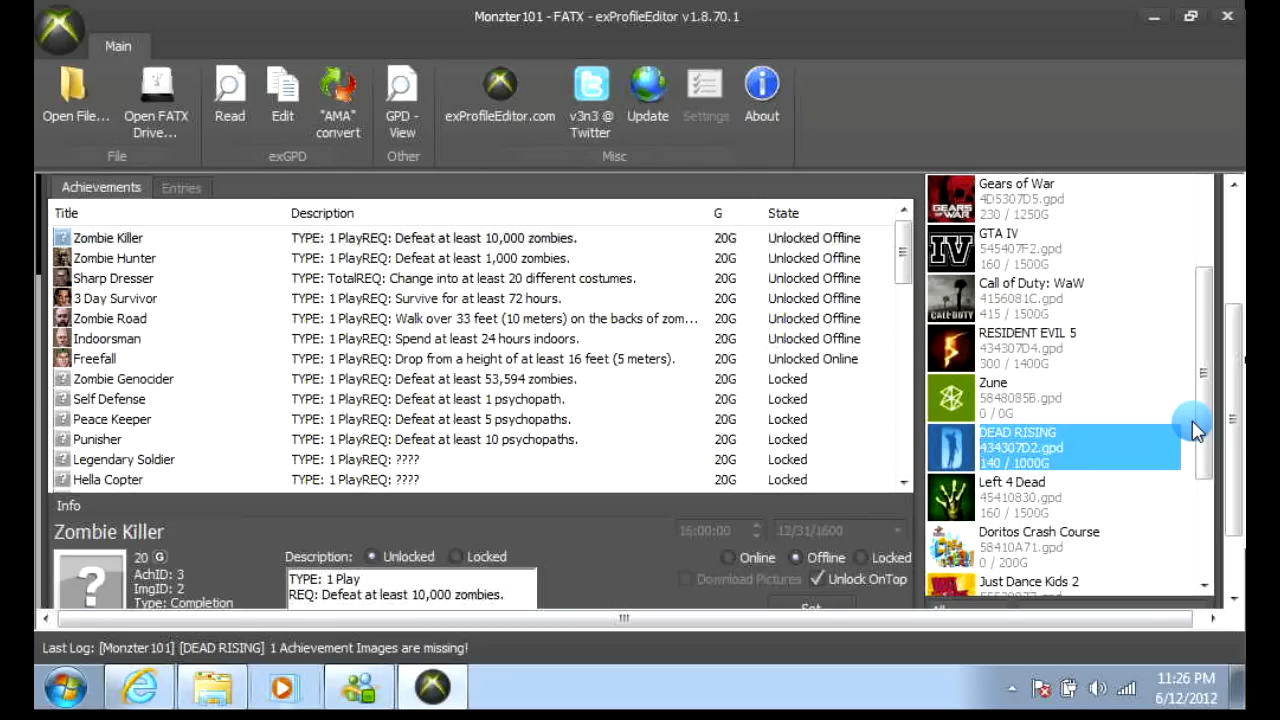 Monzter101 - FATX - exProfileEditor v1.8.70.1
Main
Open File...
Open FATX Drive...
Read
Edit
"AMA" convert
GPD - View
exProfileEditor.com
v3n3 @ Twitter
Update
Settings
About
File
exGPD
Other
Misc
Achievements
Entries
Title Description G State
Zombie Killer TYPE: 1 PlayREQ: Defeat at least 10,000 zombies. 20G Unlocked Offline
Zombie Hunter TYPE: 1 PlayREQ: Defeat at least 1,000 zombies. 20G Unlocked Offline
Sharp Dresser TYPE: TotalREQ: Change into at least 20 different costumes. 20G Unlocked Offline
3 Day Survivor TYPE: 1 PlayREQ: Survive for at least 72 hours. 20G Unlocked Offline
Zombie Road TYPE: 1 PlayREQ: Walk over 33 feet (10 meters) on the backs of zom... 20G Unlocked Offline
Indoorsman TYPE: 1 PlayREQ: Spend at least 24 hours indoors. 20G Unlocked Offline
Freefall TYPE: 1 PlayREQ: Drop from a height of at least 16 feet (5 meters). 20G Unlocked Online
Zombie Genocider TYPE: 1 PlayREQ: Defeat at least 53,594 zombies. 20G Locked
Self Defense TYPE: 1 PlayREQ: Defeat at least 1 psychopath. 20G Locked
Peace Keeper TYPE: 1 PlayREQ: Defeat at least 5 psychopaths. 20G Locked
Punisher TYPE: 1 PlayREQ: Defeat at least 10 psychopaths. 20G Locked
Legendary Soldier TYPE: 1 PlayREQ: ???? 20G Locked
Hella Copter TYPE: 1 PlayREQ: ???? 20G Locked
Info
Zombie Killer
20 G
AchID: 3
ImgID: 2
Type: Completion
Description: Unlocked Locked
TYPE: 1 Play
REQ: Defeat at least 10,000 zombies.
16:00:00 12/31/1600
Online Offline Locked
Download Pictures Unlock OnTop
Set
GEARS OF WAR
Gears of War
4D5307D5.gpd
230 / 1250G
IV
GTA IV
545407F2.gpd
160 / 1500G
CALL OF DUTY
Call of Duty: WaW
4156081C.gpd
415 / 1500G
RESIDENT EVIL 5
434307D4.gpd
300 / 1400G
Zune
5848085B.gpd
0 / 0G
DEAD RISING
434307D2.gpd
140 / 1000G
Left 4 Dead
45410830.gpd
160 / 1500G
Doritos Crash Course
58410A71.gpd
0 / 200G
Just Dance Kids 2
Last Log: [Monzter101] [DEAD RISING] 1 Achievement Images are missing!
11:26 PM
6/12/2012